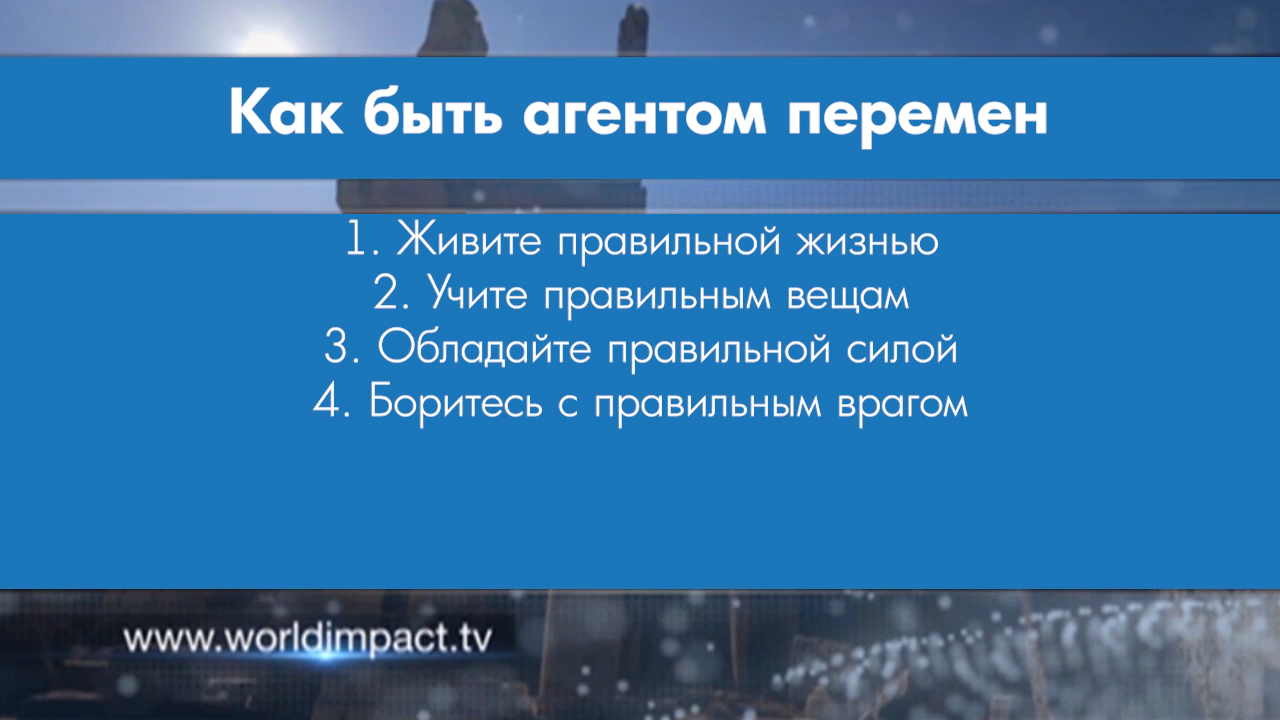 Как быть агентом перемен
1. Живите правильной жизнью
2. Учите правильным вещам
3. Обладайте правильной силой
4. Боритесь с правильным врагом
www.worldimpact.tv